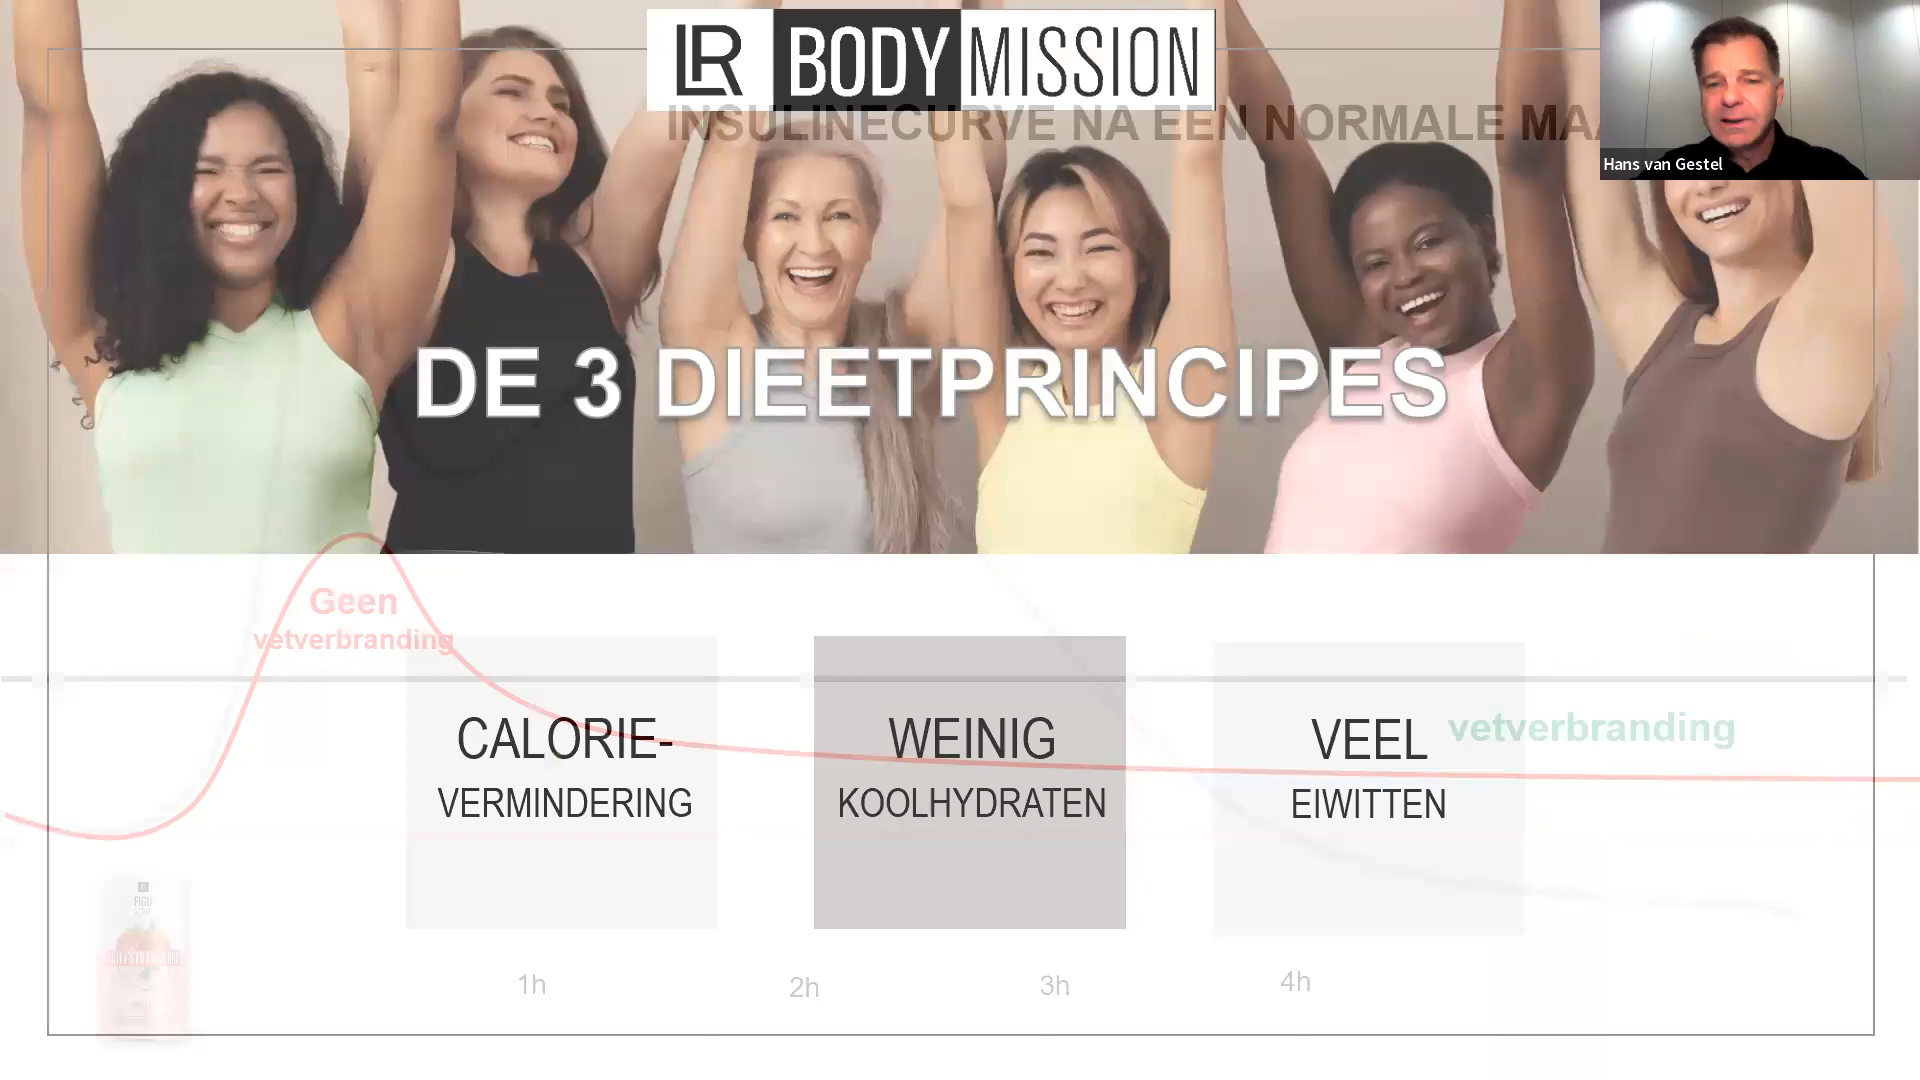 LR BODY MISSION
INSULINECURVE NA EEN NORMALE
Hans van Gestel
DE 3 DIEETPRINCIPES
Geen
vetverbranding
CALORIE-
VERMINDERING
WEINIG
KOOLHYDRATEN
VEEL
EIWITTEN
vetverbranding
FIGU
1h
2h
3h
4h